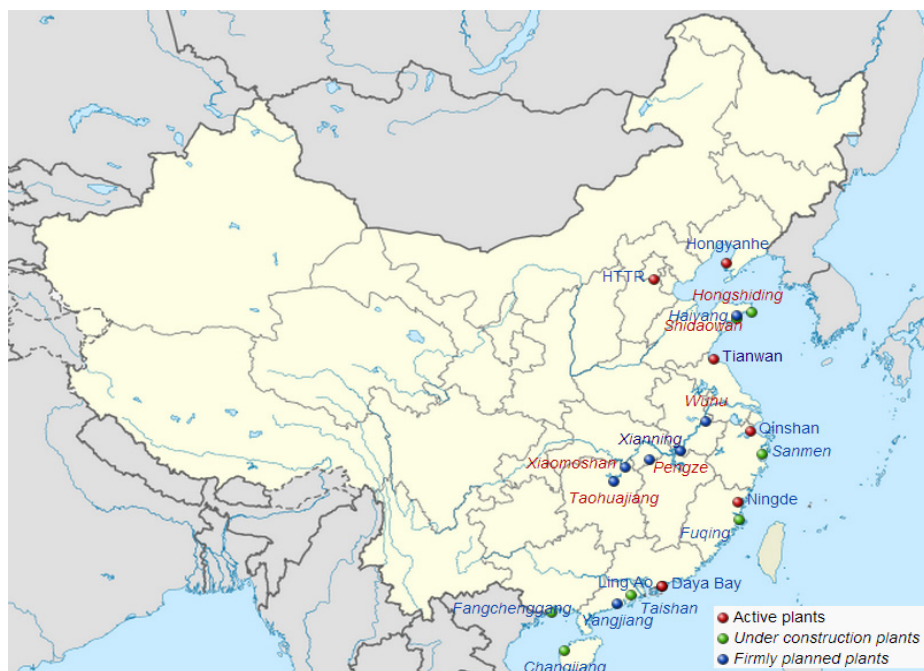 Hongyanhe
HTTR
Hongshiding
Haiyang
Shidaowan
Tianwan
Wuhu
Qinshan
Xianning
Sanmen
Xiaomoshan
Pengze
Taohuajiang
Ningde
Fuqing
Ling Ao
Daya Bay
Fangchenggang
Yangjiang
Taishan
Changjiang
Active plants
Under construction plants
Firmly planned plants